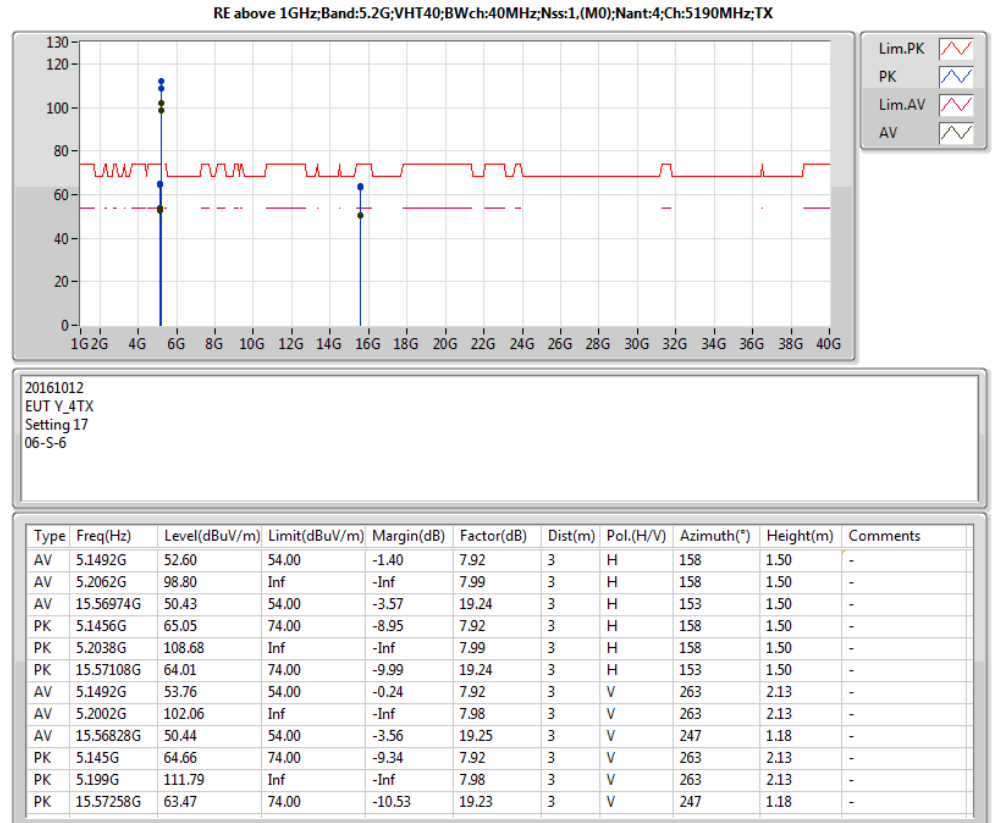 RE above 1GHz;Band:5.2G;VHT40;BWch:40MHz;Nss:1,(M0);Nant:4;Ch:5190MHz;TX
130
120
100
80
60
40
20
0
1G 2G 4G 6G 8G 10G 12G 14G 16G 18G 20G 22G 24G 26G 28G 30G 32G 34G 36G 38G 40G
Lim.PK
PK
Lim.AV
AV
20161012
EUT Y_4TX
Setting 17
06-S-6
Type Freq(Hz) Level(dBuV/m) Limit(dBuV/m) Margin(dB) Factor(dB) Dist(m) Pol.(H/V) Azimuth(°) Height(m) Comments
AV 5.1492G 52.60 54.00 -1.40 7.92 3 H 158 1.50 -
AV 5.2062G 98.80 Inf -Inf 7.99 3 H 158 1.50 -
AV 15.56974G 50.43 54.00 -3.57 19.24 3 H 153 1.50 -
PK 5.1456G 65.05 74.00 -8.95 7.92 3 H 158 1.50 -
PK 5.2038G 108.68 Inf -Inf 7.99 3 H 158 1.50 -
PK 15.57108G 64.01 74.00 -9.99 19.24 3 H 153 1.50 -
AV 5.1492G 53.76 54.00 -0.24 7.92 3 V 263 2.13 -
AV 5.2002G 102.06 Inf -Inf 7.98 3 V 263 2.13 -
AV 15.56828G 50.44 54.00 -3.56 19.25 3 V 247 1.18 -
PK 5.145G 64.66 74.00 -9.34 7.92 3 V 263 2.13 -
PK 5.199G 111.79 Inf -Inf 7.98 3 V 263 2.13 -
PK 15.57258G 63.47 74.00 -10.53 19.23 3 V 247 1.18 -